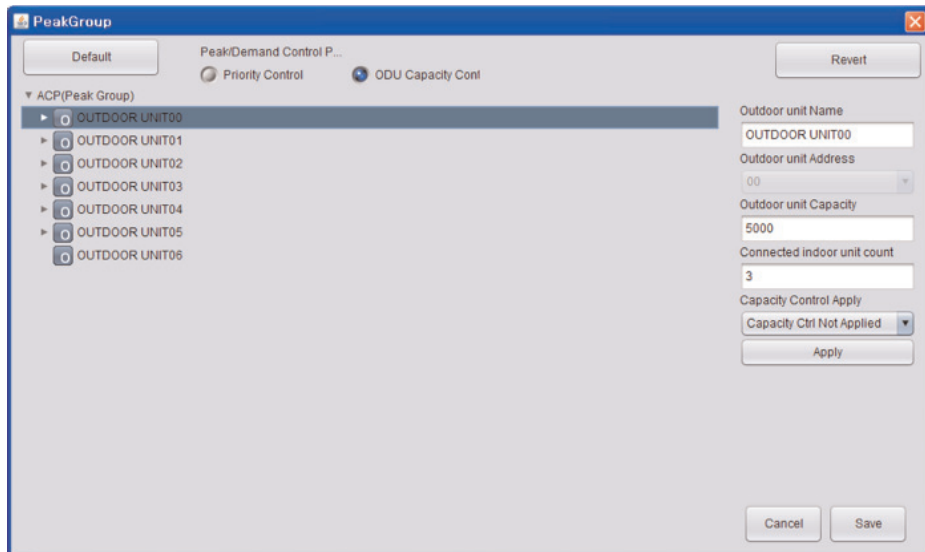 PeakGroup
Default
Peak/Demand Control P...
Priority Control
ODU Capacity Cont
Revert
ACP(Peak Group)
O OUTDOOR UNIT00
O OUTDOOR UNIT01
O OUTDOOR UNIT02
O OUTDOOR UNIT03
O OUTDOOR UNIT04
O OUTDOOR UNIT05
O OUTDOOR UNIT06
Outdoor unit Name
OUTDOOR UNIT00
Outdoor unit Address
00
Outdoor unit Capacity
5000
Connected indoor unit count
3
Capacity Control Apply
Capacity Ctrl Not Applied
Apply
Cancel
Save